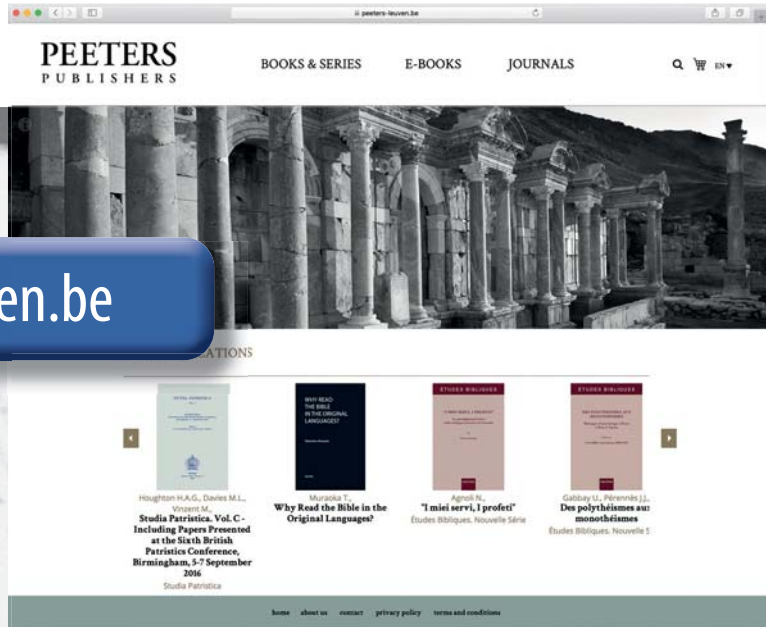 peeters-leuven.be
PEETERS
PUBLISHERS
BOOKS & SERIES
E-BOOKS
JOURNALS
EN
en.be
ATIONS
STUDIA PATRISTICA
WHY READ
THE BIBLE
IN THE ORIGINAL
LANGUAGES?
ÉTUDES BIBLIQUES
"I MIEI SERVI, I PROFETI"
ÉTUDES BIBLIQUES
DES POLYTHÉISMES AUX
MONOTHÉISMES
Houghton H.A.G., Davies M.L.,
Vinzent M.,
Studia Patristica. Vol. C -
Including Papers Presented
at the Sixth British
Patristics Conference,
Birmingham, 5-7 September
2016
Studia Patristica
Muraoka T.,
Why Read the Bible in the
Original Languages?
Agnoli N.,
"I miei servi, I profeti"
Études Bibliques. Nouvelle Série
Gabbay U., Pérennès J.J.,
Des polythéismes aux
monothéismes
Études Bibliques. Nouvelle S
home about us contact privacy policy terms and conditions